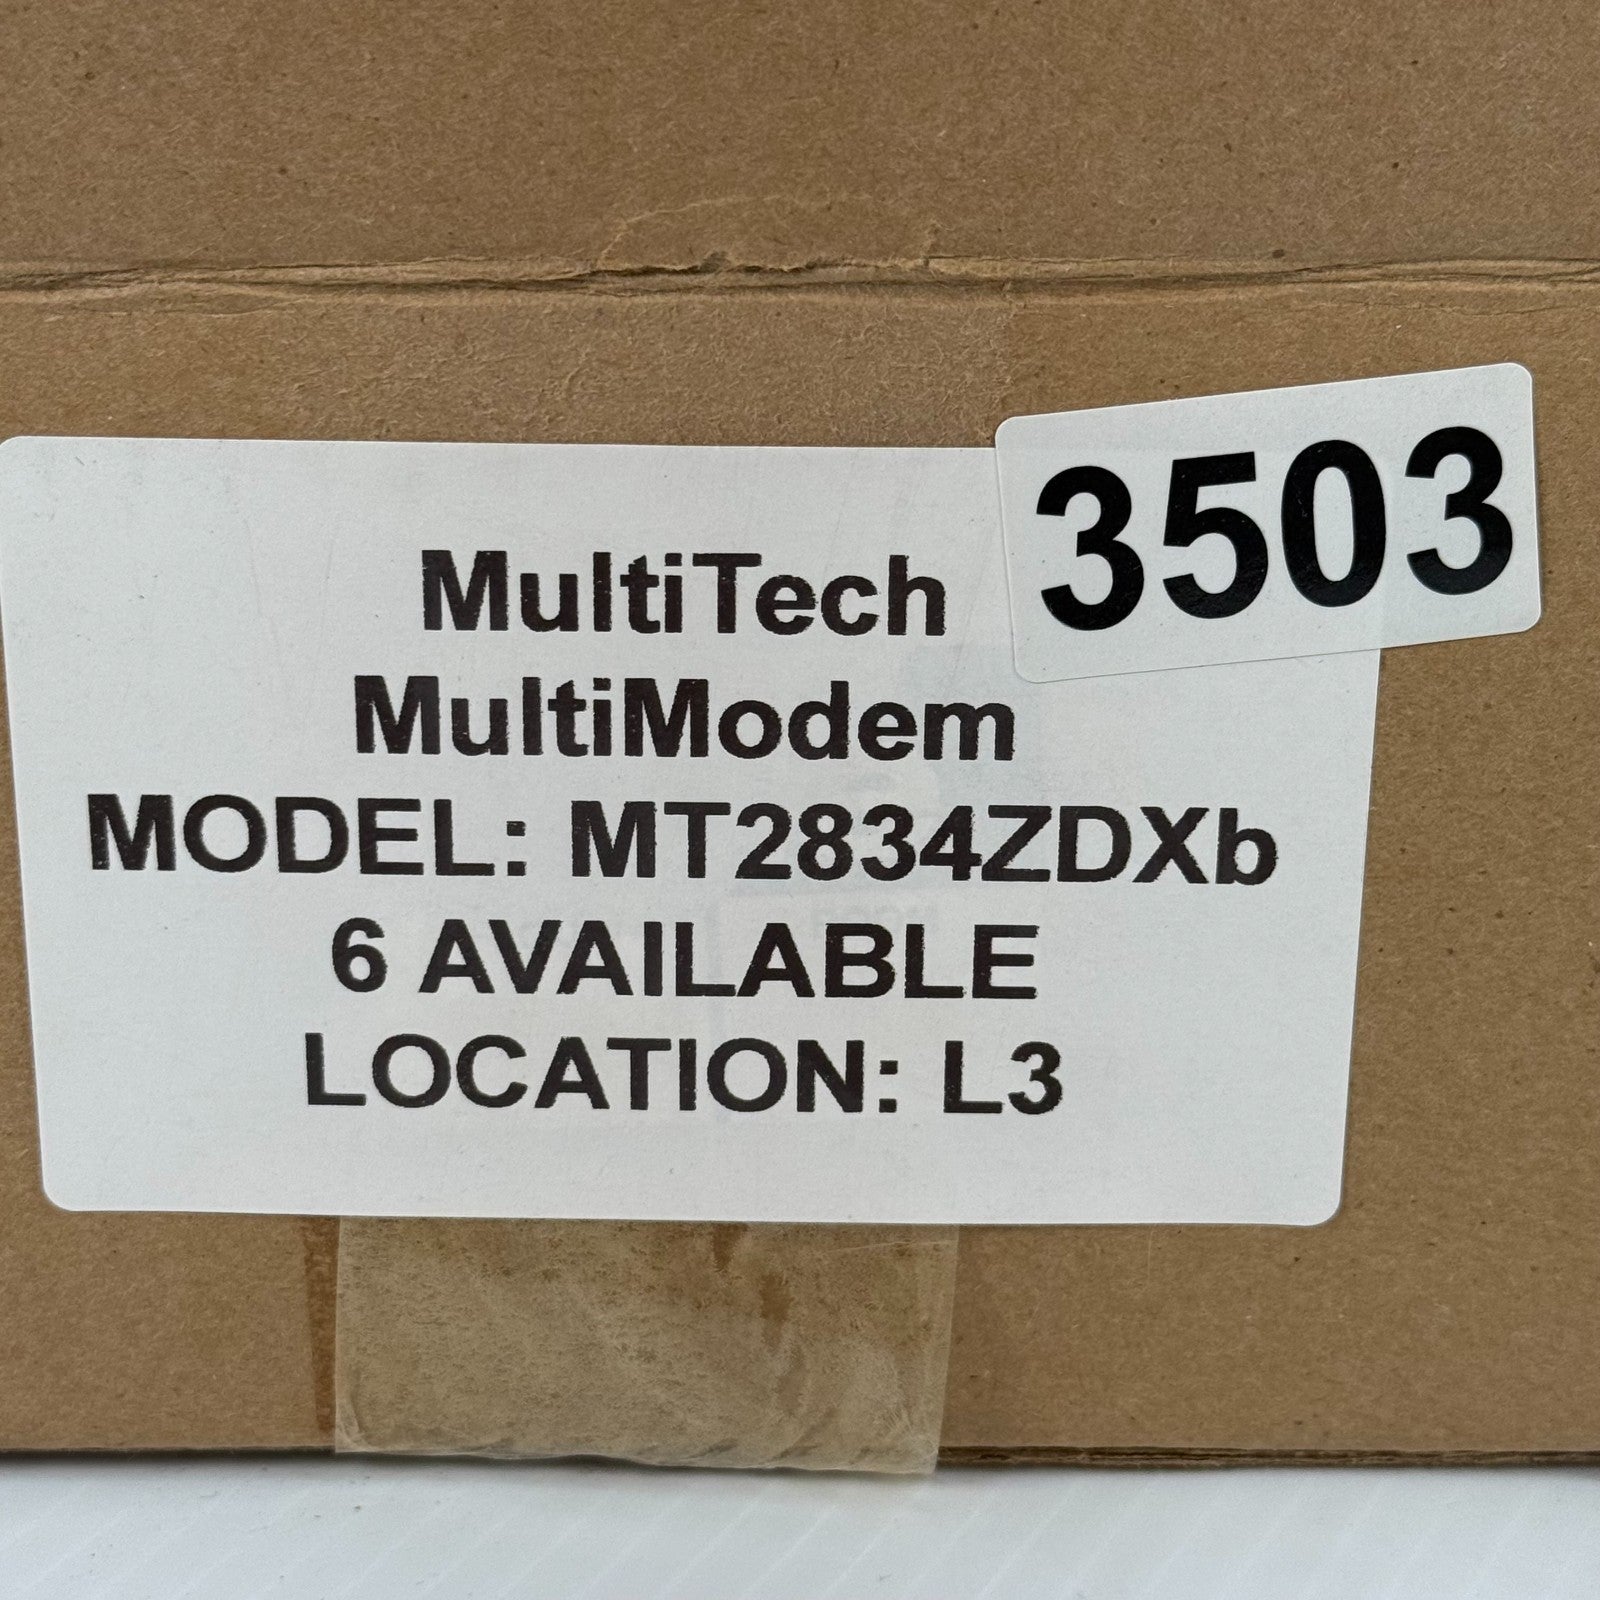 3503
MultiTech
MultiModem
MODEL: MT2834ZDXb
6 AVAILABLE
LOCATION: L3